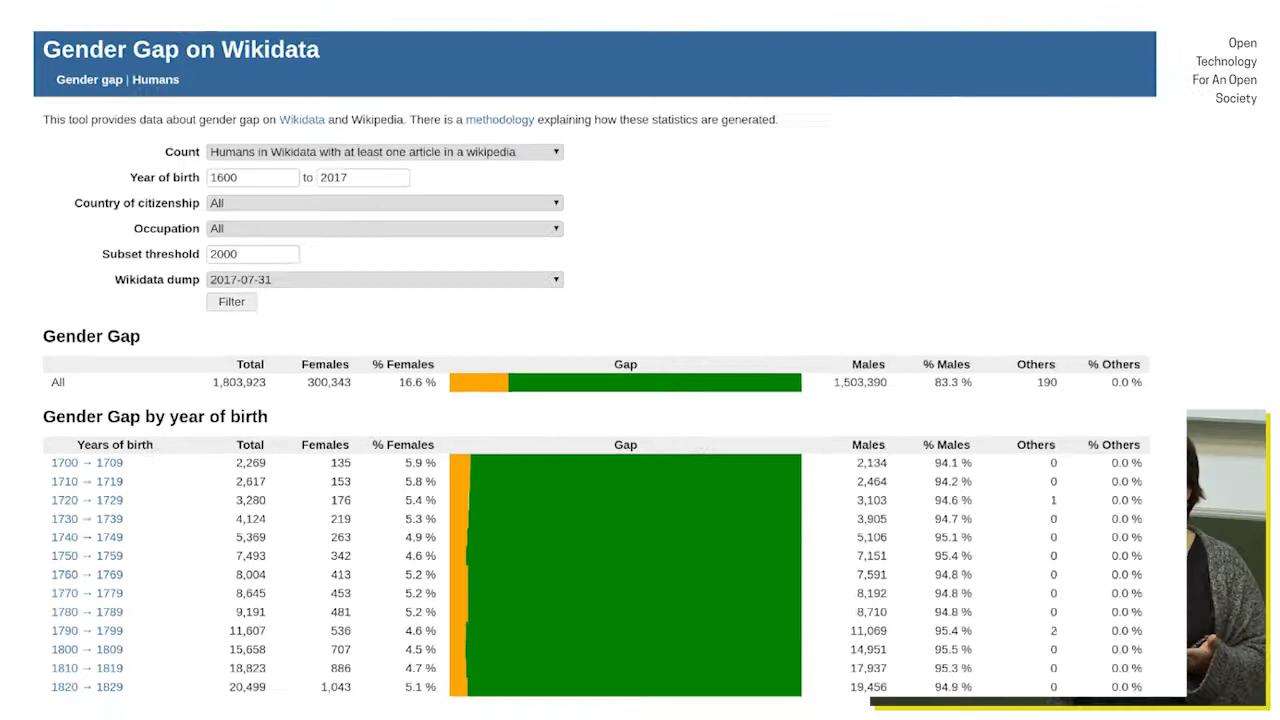 Gender Gap on Wikidata
Gender gap | Humans
Open
Technology
For An Open
Society
This tool provides data about gender gap on Wikidata and Wikipedia. There is a methodology explaining how these statistics are generated.
Count Humans in Wikidata with at least one article in a wikipedia
Year of birth 1600 to 2017
Country of citizenship All
Occupation All
Subset threshold 2000
Wikidata dump 2017-07-31
Filter
Gender Gap
Total Females % Females Gap Males % Males Others % Others
All 1,803,923 300,343 16.6 % 1,503,390 83.3 % 190 0.0 %
Gender Gap by year of birth
Years of birth Total Females % Females Gap Males % Males Others % Others
1700 → 1709 2,269 135 5.9 % 2,134 94.1 % 0 0.0 %
1710 → 1719 2,617 153 5.8 % 2,464 94.2 % 0 0.0 %
1720 → 1729 3,280 176 5.4 % 3,103 94.6 % 1 0.0 %
1730 → 1739 4,124 219 5.3 % 3,905 94.7 % 0 0.0 %
1740 → 1749 5,369 263 4.9 % 5,106 95.1 % 0 0.0 %
1750 → 1759 7,493 342 4.6 % 7,151 95.4 % 0 0.0 %
1760 → 1769 8,004 413 5.2 % 7,591 94.8 % 0 0.0 %
1770 → 1779 8,645 453 5.2 % 8,192 94.8 % 0 0.0 %
1780 → 1789 9,191 481 5.2 % 8,710 94.8 % 0 0.0 %
1790 → 1799 11,607 536 4.6 % 11,069 95.4 % 2 0.0 %
1800 → 1809 15,658 707 4.5 % 14,951 95.5 % 0 0.0 %
1810 → 1819 18,823 886 4.7 % 17,937 95.3 % 0 0.0 %
1820 → 1829 20,499 1,043 5.1 % 19,456 94.9 % 0 0.0 %